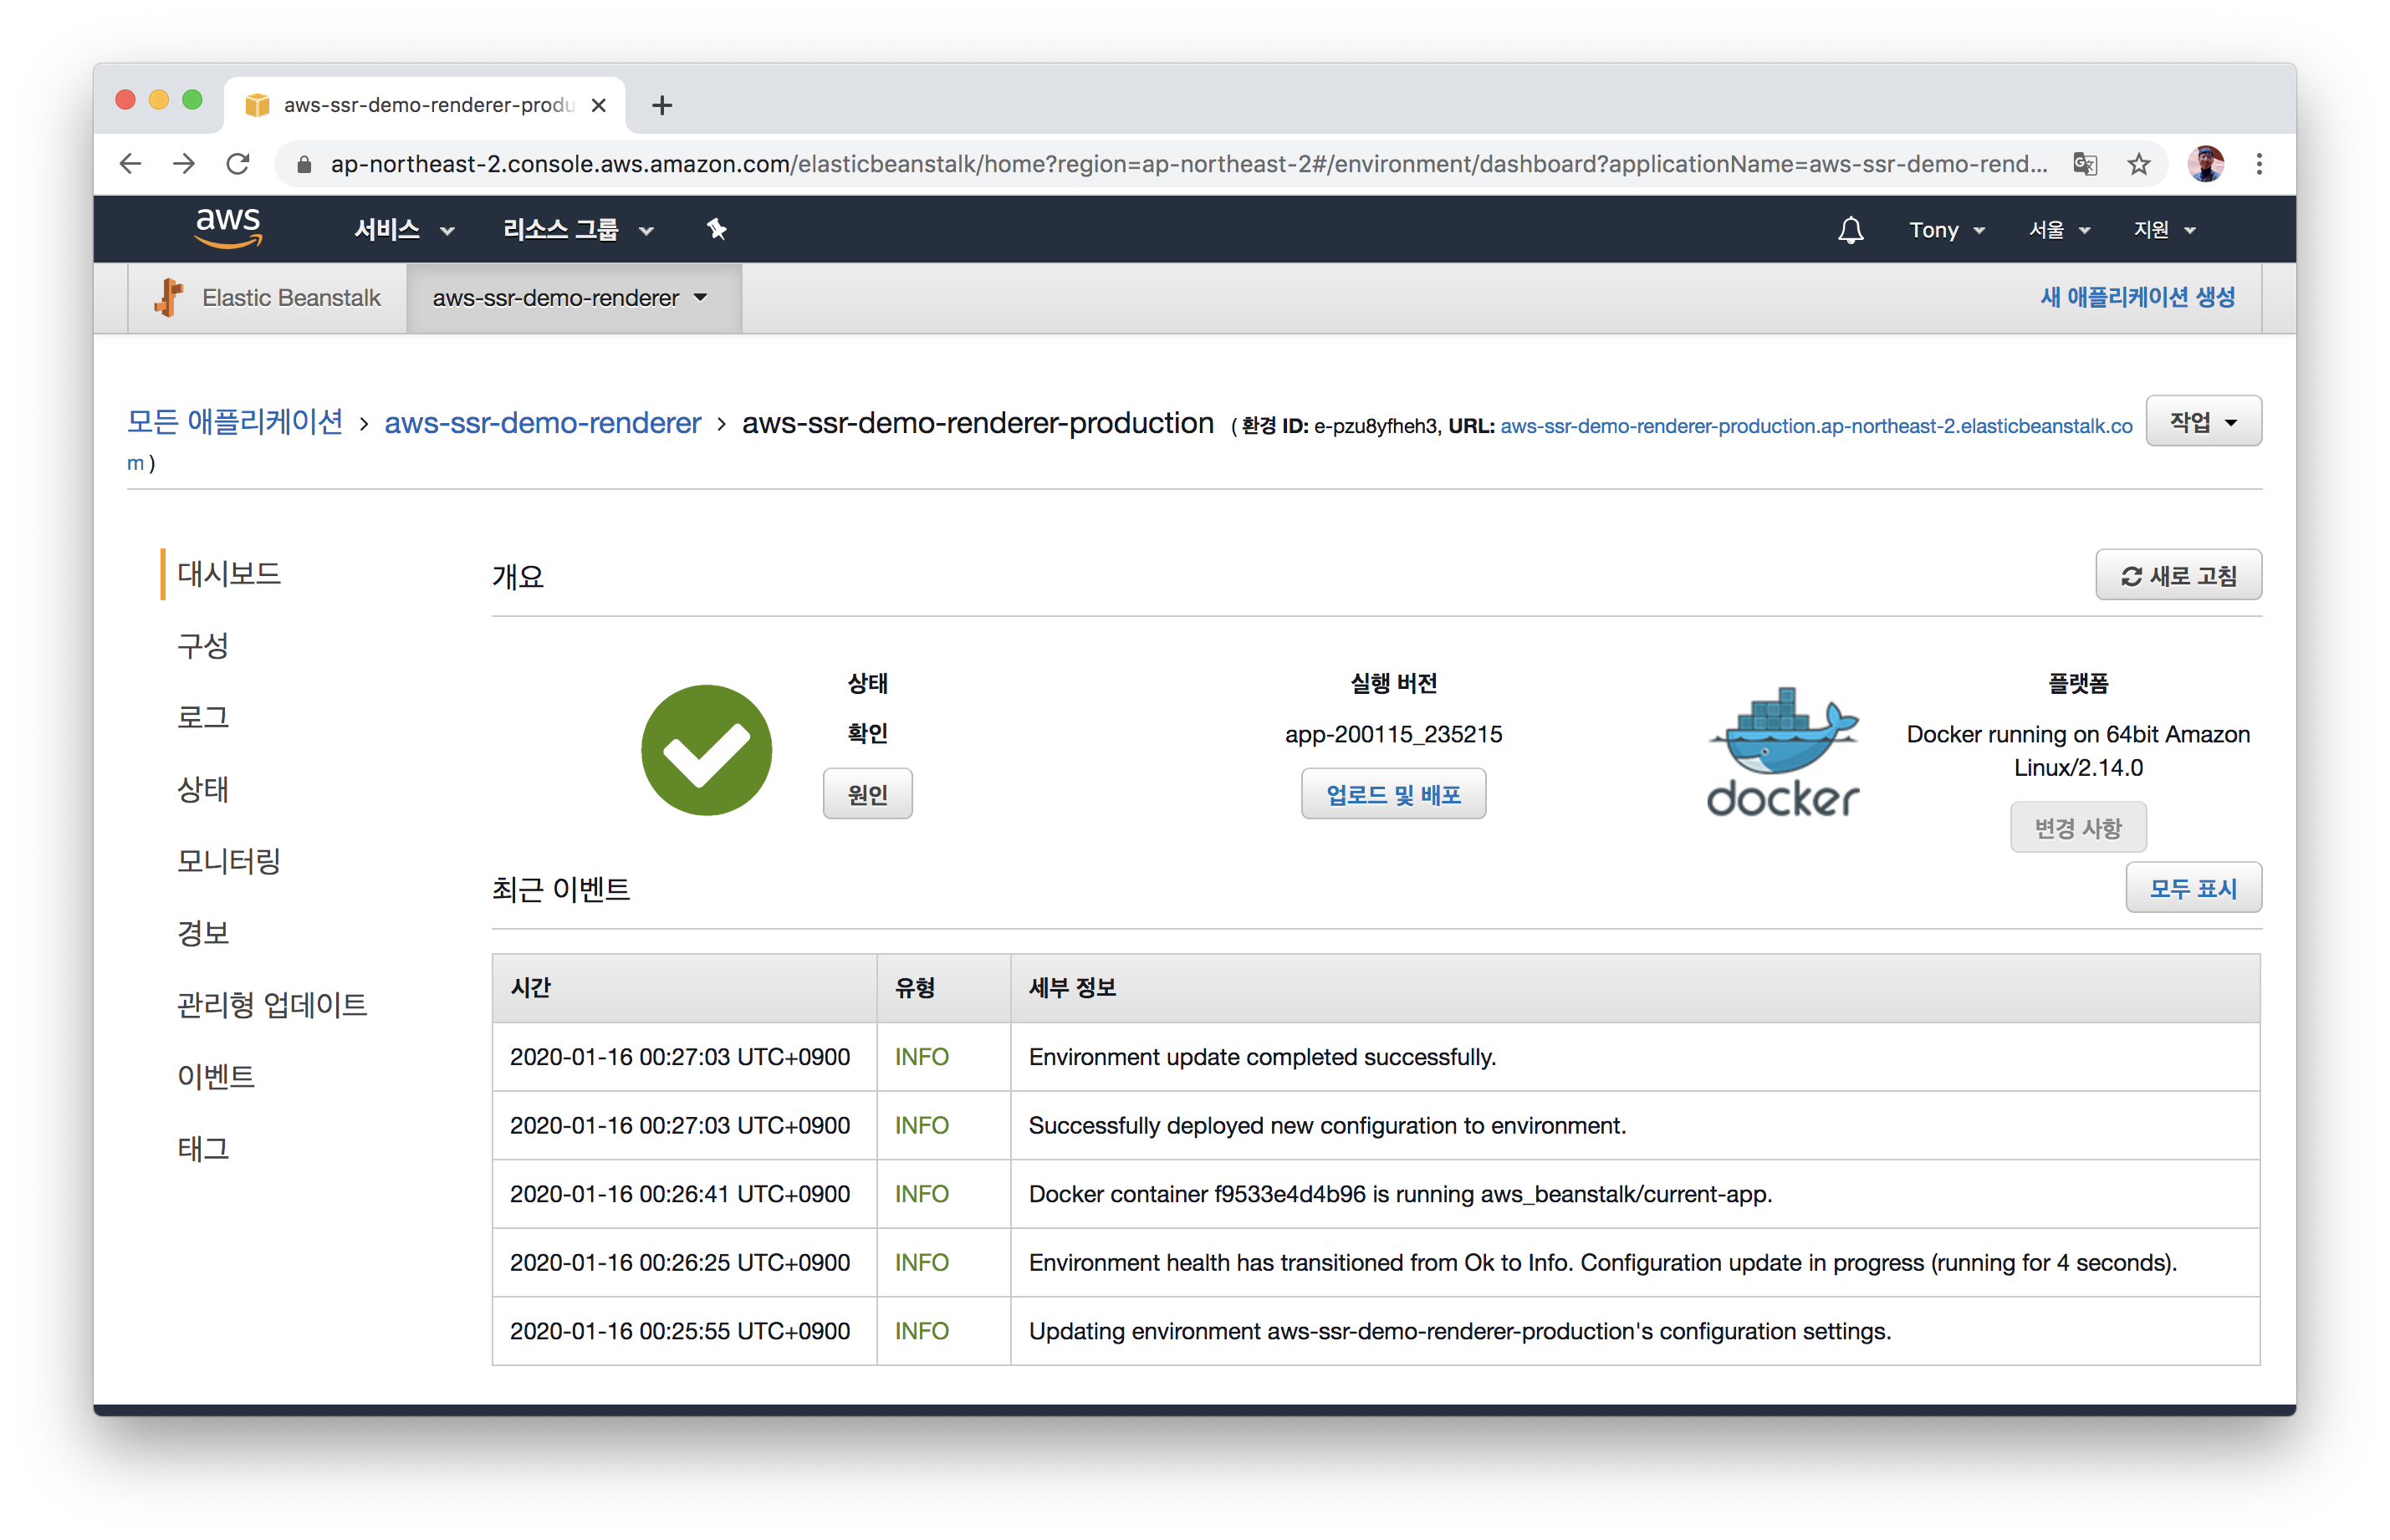 aws-ssr-demo-renderer-produ
ap-northeast-2.console.aws.amazon.com/elasticbeanstalk/home?region=ap-northeast-2#/environment/dashboard?applicationName=aws-ssr-demo-rend...
aws 서비스 리소스 그룹 Tony 서울 지원
Elastic Beanstalk aws-ssr-demo-renderer 새 애플리케이션 생성
모든 애플리케이션 › aws-ssr-demo-renderer › aws-ssr-demo-renderer-production ( 환경 ID: e-pzu8yfheh3, URL: aws-ssr-demo-renderer-production.ap-northeast-2.elasticbeanstalk.co
m )
작업
대시보드
구성
로그
상태
모니터링
경보
관리형 업데이트
이벤트
태그
개요
새로 고침
상태
확인
원인
실행 버전
app-200115_235215
업로드 및 배포
docker
플랫폼
Docker running on 64bit Amazon
Linux/2.14.0
변경 사항
최근 이벤트
모두 표시
시간 유형 세부 정보
2020-01-16 00:27:03 UTC+0900 INFO Environment update completed successfully.
2020-01-16 00:27:03 UTC+0900 INFO Successfully deployed new configuration to environment.
2020-01-16 00:26:41 UTC+0900 INFO Docker container f9533e4d4b96 is running aws_beanstalk/current-app.
2020-01-16 00:26:25 UTC+0900 INFO Environment health has transitioned from Ok to Info. Configuration update in progress (running for 4 seconds).
2020-01-16 00:25:55 UTC+0900 INFO Updating environment aws-ssr-demo-renderer-production's configuration settings.